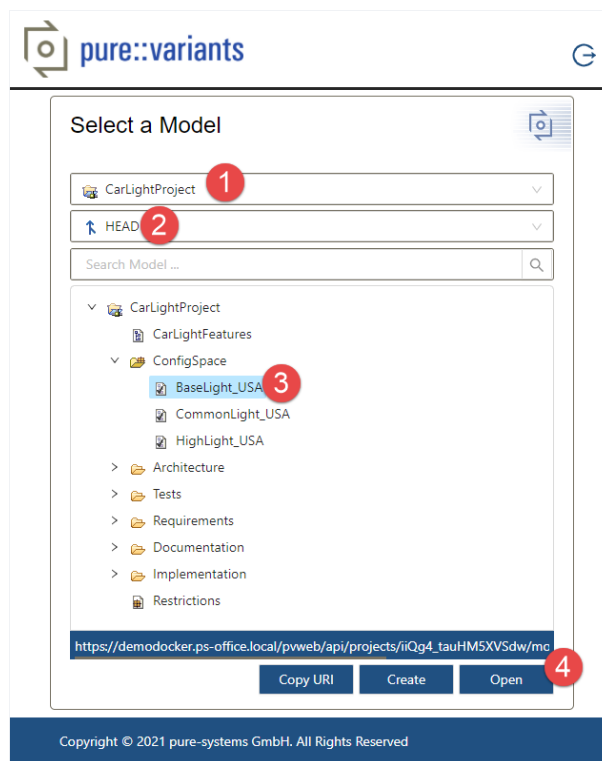 pure::variants
Select a Model
CarLightProject 1
HEAD 2
Search Model ...
CarLightProject
CarLightFeatures
ConfigSpace
BaseLight_USA 3
CommonLight_USA
HighLight_USA
Architecture
Tests
Requirements
Documentation
Implementation
Restrictions
https://demodocker.ps-office.local/pvweb/api/projects/iiQg4_tauHM5XVSdw/mo
4
Copy URI Create Open
Copyright © 2021 pure-systems GmbH. All Rights Reserved